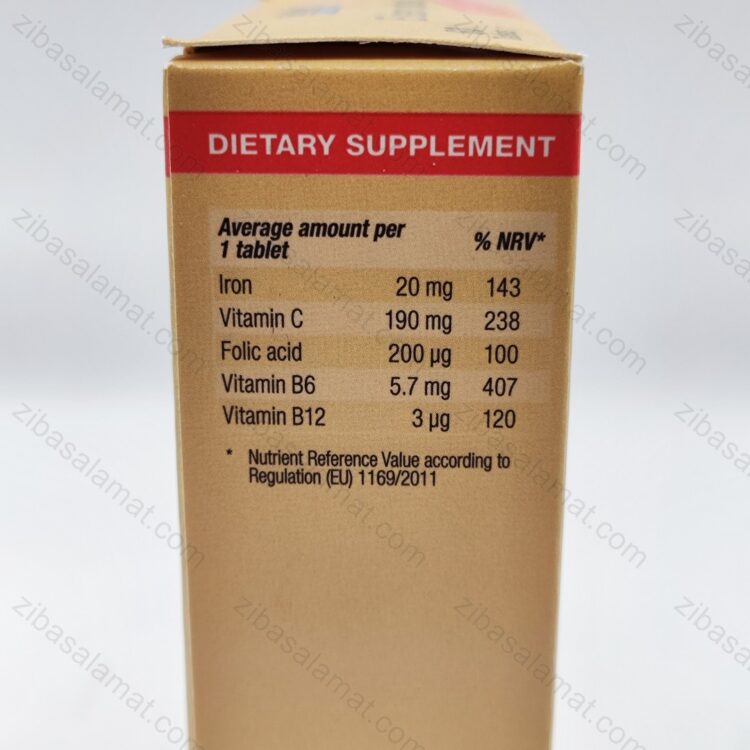 DIETARY SUPPLEMENT
Average amount per
1 tablet % NRV*
Iron 20 mg 143
Vitamin C 190 mg 238
Folic acid 200 µg 100
Vitamin B6 5.7 mg 407
Vitamin B12 3 µg 120
* Nutrient Reference Value according to
Regulation (EU) 1169/2011
zibasalamat.com